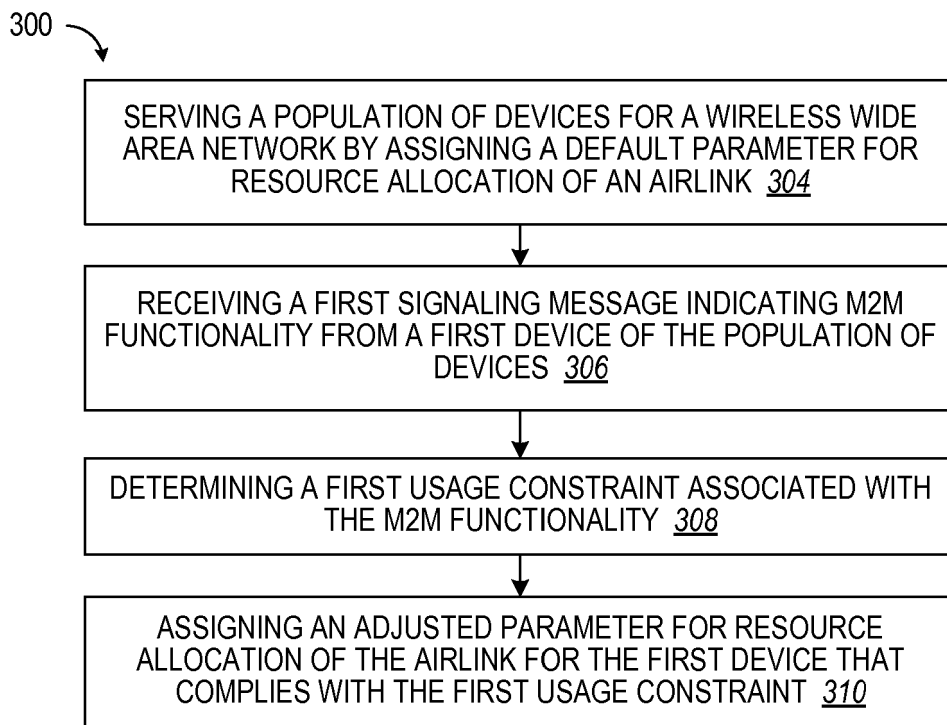 300
SERVING A POPULATION OF DEVICES FOR A WIRELESS WIDE
AREA NETWORK BY ASSIGNING A DEFAULT PARAMETER FOR
RESOURCE ALLOCATION OF AN AIRLINK 304
RECEIVING A FIRST SIGNALING MESSAGE INDICATING M2M
FUNCTIONALITY FROM A FIRST DEVICE OF THE POPULATION OF
DEVICES 306
DETERMINING A FIRST USAGE CONSTRAINT ASSOCIATED WITH
THE M2M FUNCTIONALITY 308
ASSIGNING AN ADJUSTED PARAMETER FOR RESOURCE
ALLOCATION OF THE AIRLINK FOR THE FIRST DEVICE THAT
COMPLIES WITH THE FIRST USAGE CONSTRAINT 310